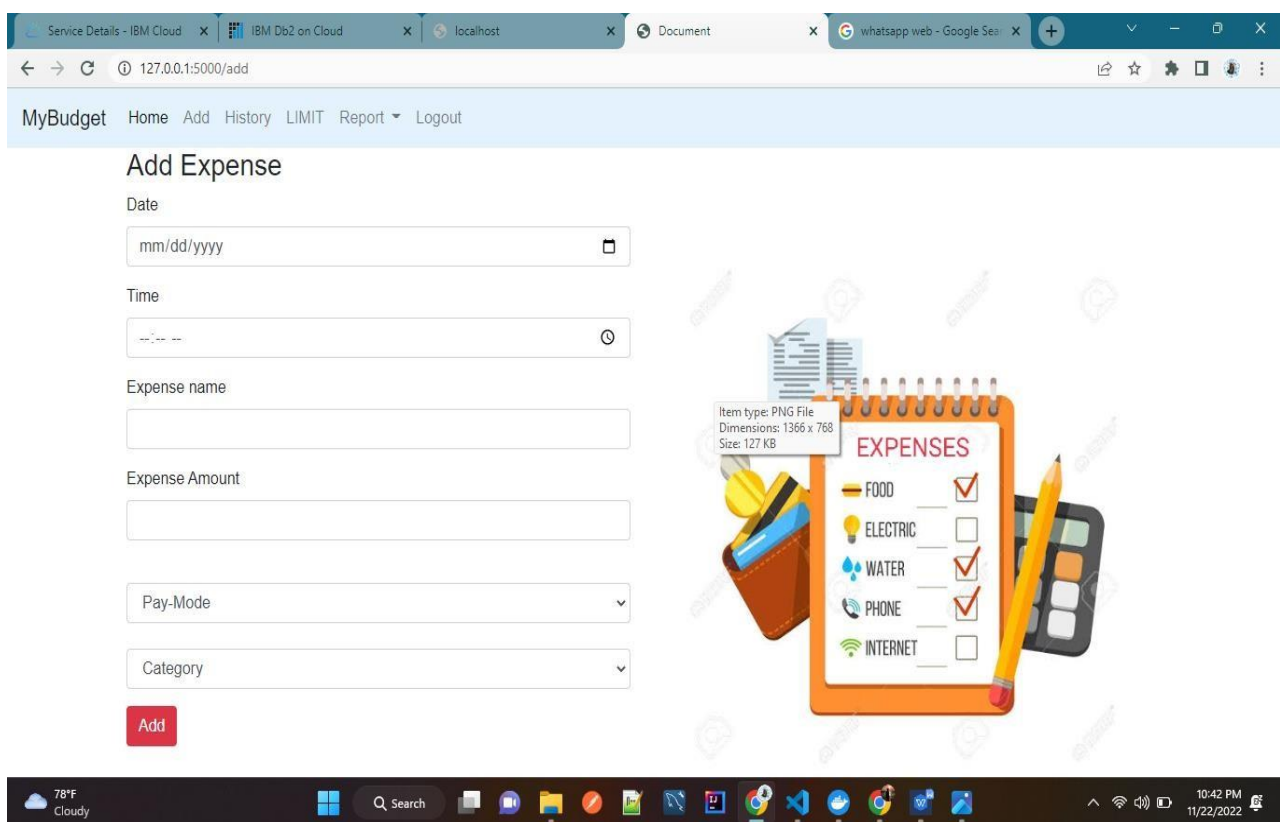 Service Details - IBM Cloud
IBM Db2 on Cloud
localhost
Document
whatsapp web - Google Sear
127.0.0.1:5000/add
MyBudget Home Add History LIMIT Report Logout
Add Expense
Date
mm/dd/yyyy
Time
--:-- --
Expense name
Expense Amount
Pay-Mode
Category
Add
Item type: PNG File
Dimensions: 1366 x 768
Size: 127 KB
EXPENSES
FOOD
ELECTRIC
WATER
PHONE
INTERNET
78°F
Cloudy
Search
10:42 PM
11/22/2022